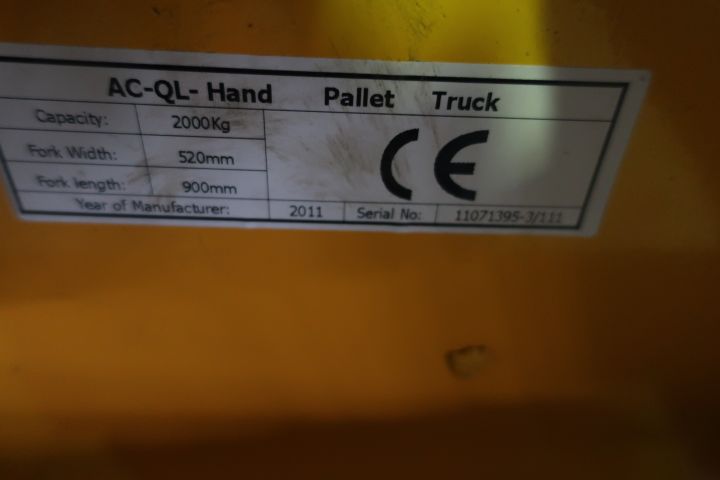 AC-QL- Hand Pallet Truck
Capacity: 2000Kg
CE
Fork Width: 520mm
Fork length: 900mm
Year of Manufacturer: 2011 Serial No: 11071395-3/111